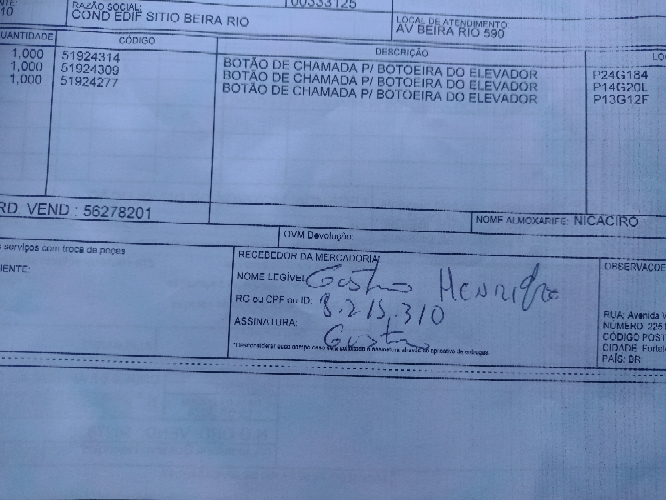 100333125
10
RAZÃO SOCIAL:
COND EDIF SITIO BEIRA RIO
LOCAL DE ATENDIMENTO
AV BEIRA RIO 590
QUANTIDADE CÓDIGO DESCRIÇÃO LO
1,000 51924314 BOTÃO DE CHAMADA P/ BOTOEIRA DO ELEVADOR P24G184
1,000 51924309 BOTÃO DE CHAMADA P/ BOTOEIRA DO ELEVADOR P14G20L
1,000 51924277 BOTÃO DE CHAMADA P/ BOTOEIRA DO ELEVADOR P13G12F
RD. VEND : 56278201
NOME ALMOXARIFE: NICACIRO
OVM Devolução:
serviços com troca de peças
IENTE:
RECEBEDOR DA MERCADORIA:
NOME LEGÍVEL: Gustavo Henrique
RG ou CPF ou ID: 8.215.310
ASSINATURA:
OBSERVAÇÕE
RUA: Avenida V
NÚMERO: 2251
CÓDIGO POST
CIDADE: Fortal
PAÍS: BR